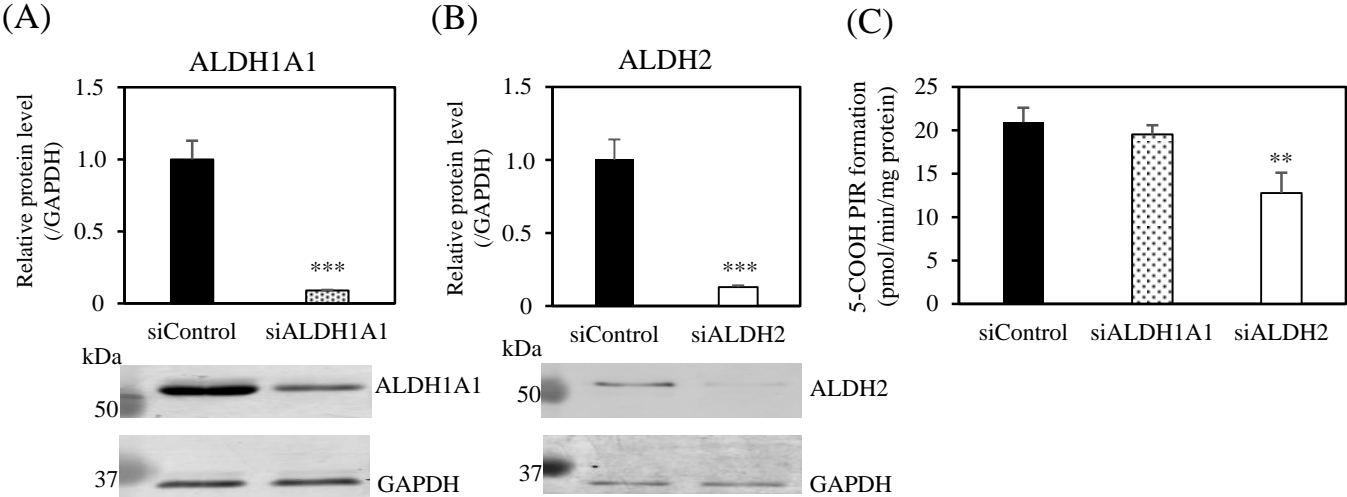 (A)
ALDH1A1
Relative protein level
(/GAPDH)
1.5
1.0
0.5
0
***
siControl siALDH1A1
kDa
50
ALDH1A1
37
GAPDH
(B)
ALDH2
Relative protein level
(/GAPDH)
1.5
1.0
0.5
0
***
siControl siALDH2
kDa
50
ALDH2
37
GAPDH
(C)
5-COOH PIR formation
(pmol/min/mg protein)
25
20
15
10
5
0
**
siControl siALDH1A1 siALDH2